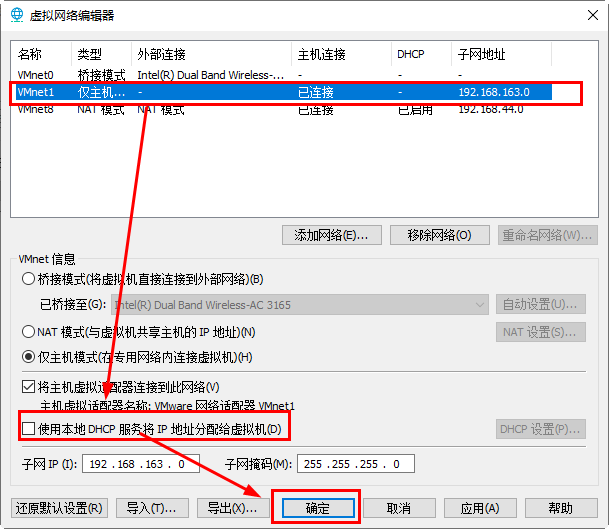 虚拟网络编辑器
名称 类型 外部连接 主机连接 DHCP 子网地址
VMnet0 桥接模式 Intel(R) Dual Band Wireless-... - - -
VMnet1 仅主机... - 已连接 - 192.168.163.0
VMnet8 NAT 模式 NAT 模式 已连接 已启用 192.168.44.0
添加网络(E)... 移除网络(O) 重命名网络(W)...
VMnet 信息
桥接模式(将虚拟机直接连接到外部网络)(B)
已桥接至(G): Intel(R) Dual Band Wireless-AC 3165 自动设置(U)...
NAT 模式(与虚拟机共享主机的 IP 地址)(N) NAT 设置(S)...
仅主机模式(在专用网络内连接虚拟机)(H)
将主机虚拟适配器连接到此网络(V)
主机虚拟适配器名称: VMware 网络适配器 VMnet1
使用本地 DHCP 服务将 IP 地址分配给虚拟机(D) DHCP 设置(P)...
子网 IP (I): 192 . 168 . 163 . 0 子网掩码(M): 255 . 255 . 255 . 0
还原默认设置(R) 导入(T)... 导出(X)... 确定 取消 应用(A) 帮助